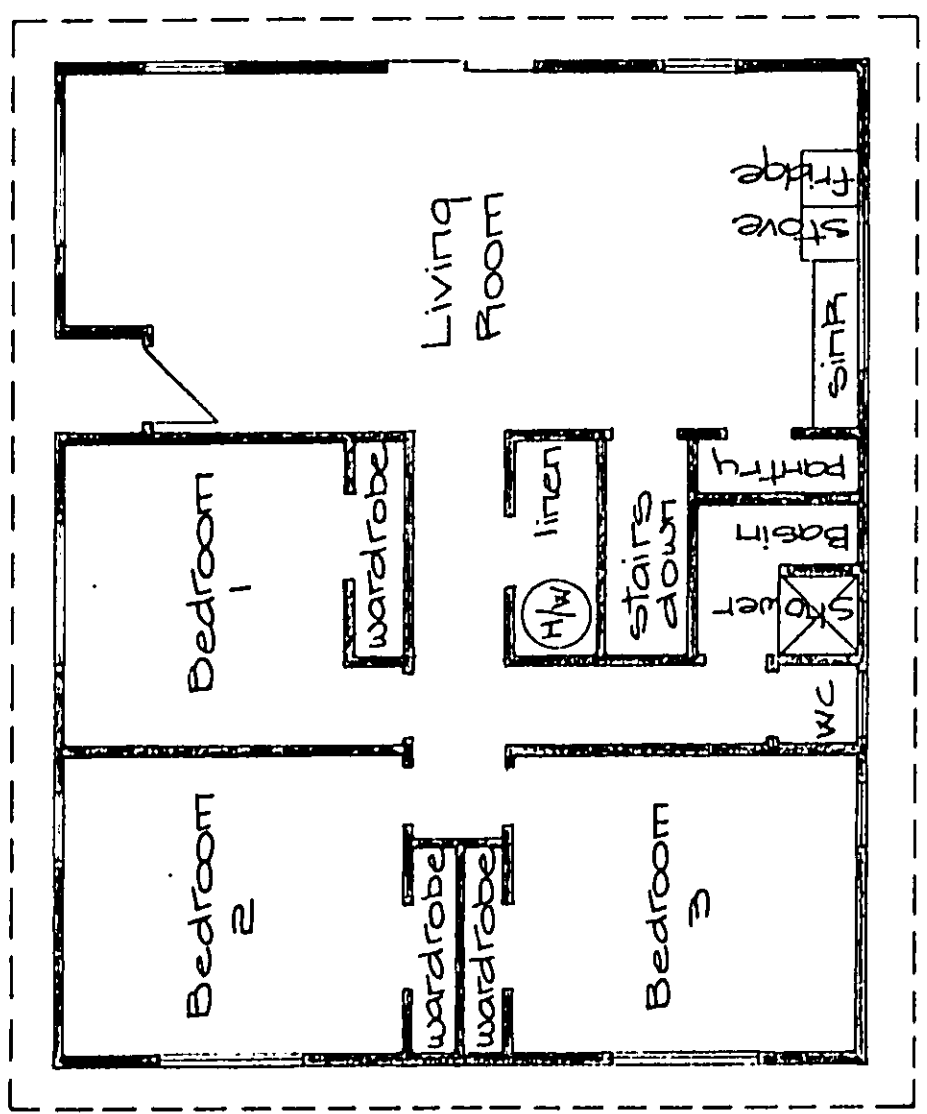 Living
Room
fridge
stove
sink
pantry
Basin
shower
WC
stairs
down
linen
H/W
wardrobe
Bedroom
1
Bedroom
2
wardrobe
wardrobe
Bedroom
3